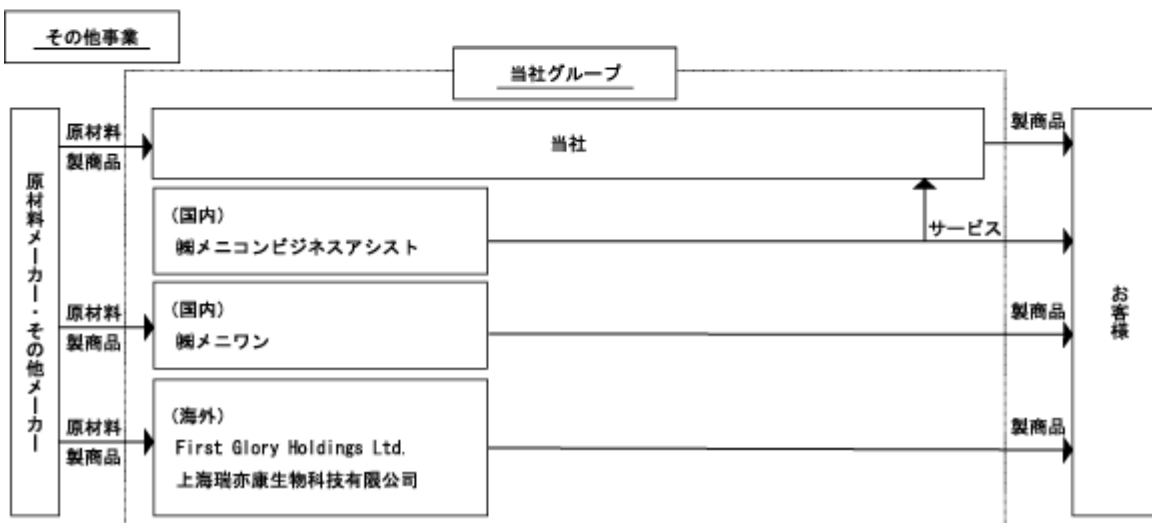 その他事業
当社グループ
原材料メーカー・その他メーカー
原材料
製商品
当社
製商品
(国内)
㈱メニコンビジネスアシスト
サービス
原材料
製商品
(国内)
㈱メニワン
製商品
原材料
製商品
(海外)
First Glory Holdings Ltd.
上海瑞亦康生物科技有限公司
製商品
お客様